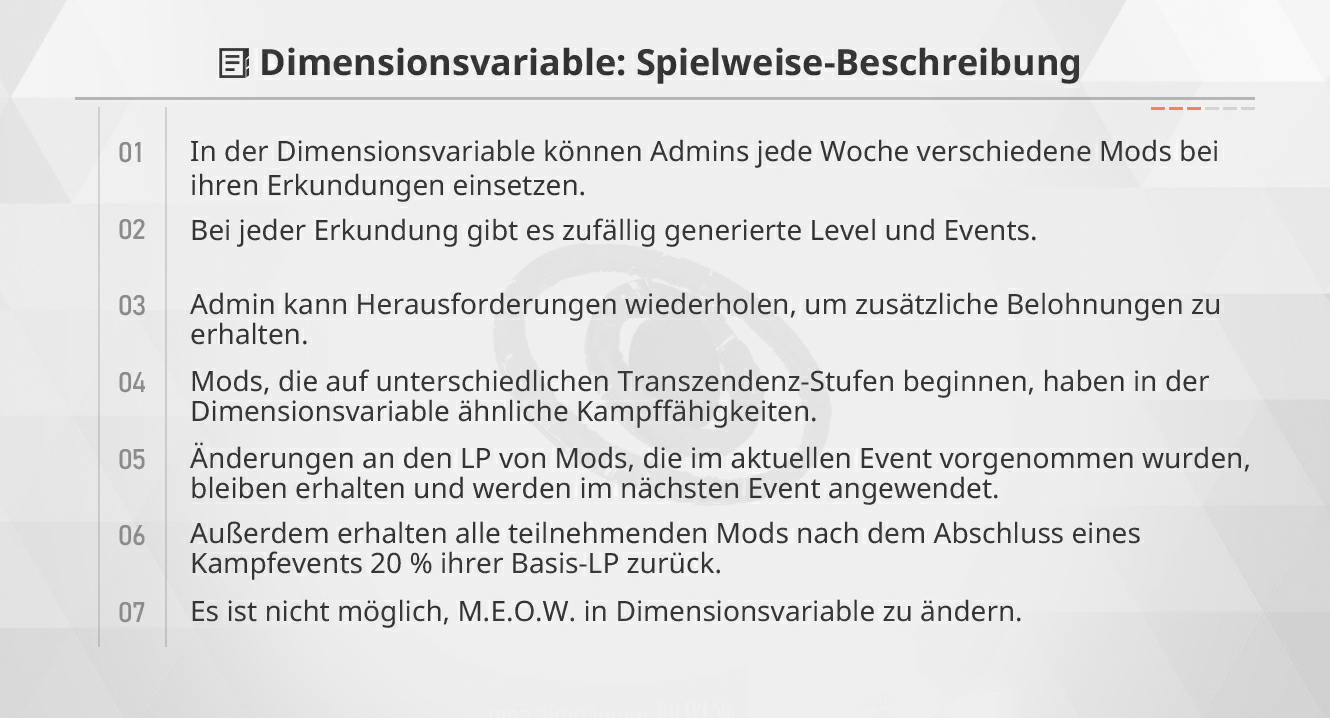 Dimensionsvariable: Spielweise-Beschreibung
01 In der Dimensionsvariable können Admins jede Woche verschiedene Mods bei
ihren Erkundungen einsetzen.
02 Bei jeder Erkundung gibt es zufällig generierte Level und Events.
03 Admin kann Herausforderungen wiederholen, um zusätzliche Belohnungen zu
erhalten.
04 Mods, die auf unterschiedlichen Transzendenz-Stufen beginnen, haben in der
Dimensionsvariable ähnliche Kampffähigkeiten.
05 Änderungen an den LP von Mods, die im aktuellen Event vorgenommen wurden,
bleiben erhalten und werden im nächsten Event angewendet.
06 Außerdem erhalten alle teilnehmenden Mods nach dem Abschluss eines
Kampfevents 20 % ihrer Basis-LP zurück.
07 Es ist nicht möglich, M.E.O.W. in Dimensionsvariable zu ändern.